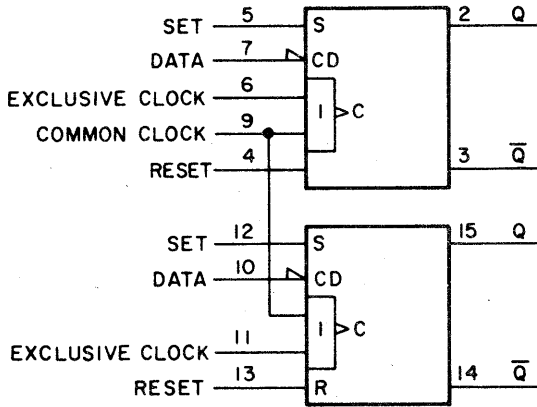 SET 5 S 2 Q
DATA 7 CD
EXCLUSIVE CLOCK 6
COMMON CLOCK 9 1 C
RESET 4 3 Q̅
SET 12 S 15 Q
DATA 10 CD
1 C
EXCLUSIVE CLOCK 11
RESET 13 R 14 Q̅